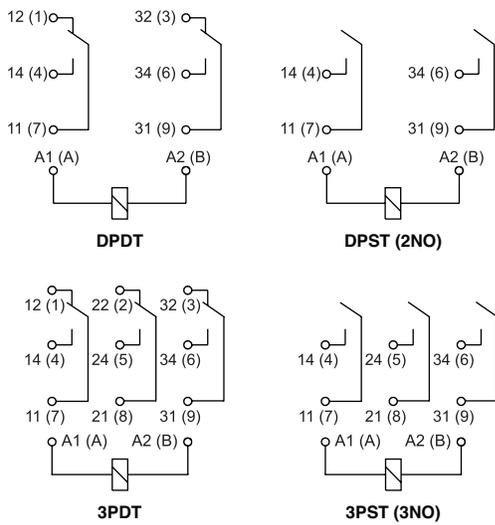 12 (1) 32 (3)
14 (4) 34 (6) 14 (4) 34 (6)
11 (7) 31 (9) 11 (7) 31 (9)
A1 (A) A2 (B) A1 (A) A2 (B)
DPDT DPST (2NO)
12 (1) 22 (2) 32 (3)
14 (4) 24 (5) 34 (6) 14 (4) 24 (5) 34 (6)
11 (7) 21 (8) 31 (9) 11 (7) 21 (8) 31 (9)
A1 (A) A2 (B) A1 (A) A2 (B)
3PDT 3PST (3NO)